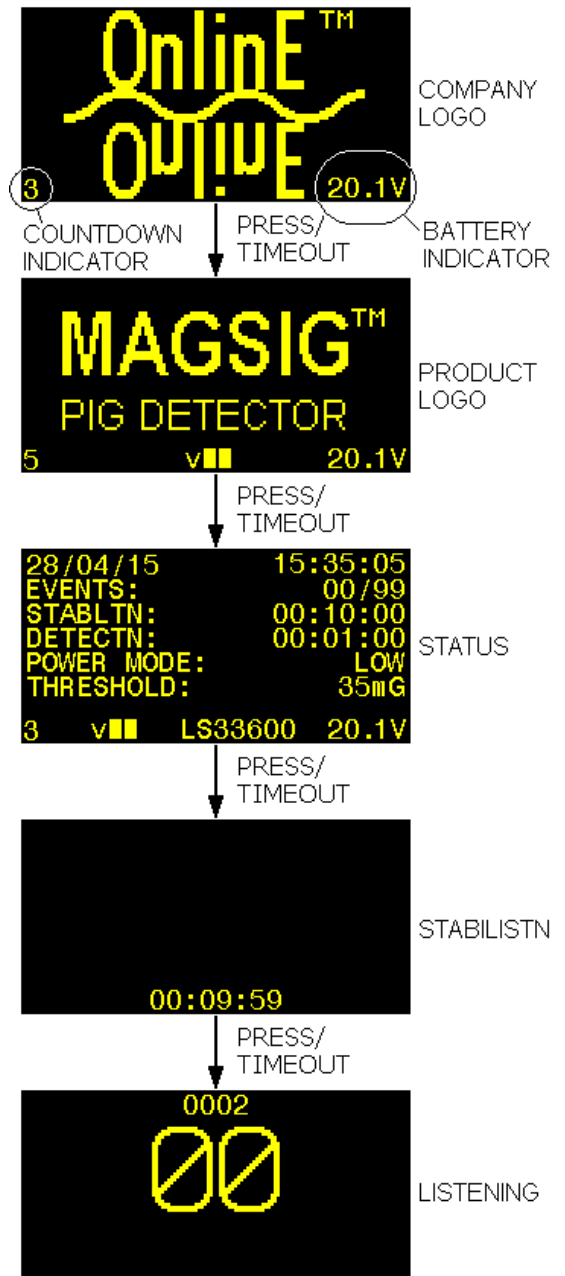 OnlinE™
OnlinE
COMPANY
LOGO
3
20.1V
COUNTDOWN
INDICATOR
PRESS/
TIMEOUT
BATTERY
INDICATOR
MAGSIG™
PIG DETECTOR
PRODUCT
LOGO
5 v██ 20.1V
PRESS/
TIMEOUT
28/04/15 15:35:05
EVENTS: 00/99
STABLTN: 00:10:00
DETECTN: 00:01:00
POWER MODE: LOW
THRESHOLD: 35mG
STATUS
3 v██ LS33600 20.1V
PRESS/
TIMEOUT
STABILISTN
00:09:59
PRESS/
TIMEOUT
0002
00
LISTENING